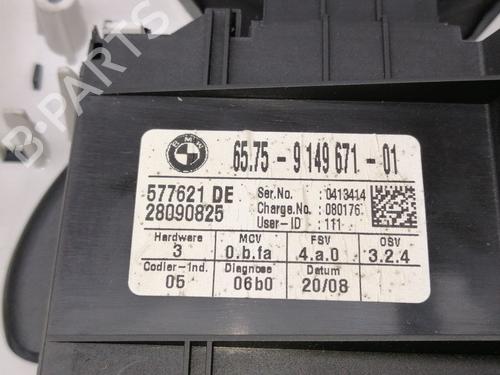 B-PARTS
BMW
65.75 - 9 149 671 - 01
577621 DE
28090825
Ser.No. : 0413414
Charge.No. : 080176
User-ID : 111
Hardware MCV FSV OSV
3 0.b.fa 4.a.0 3.2.4
Codier-Ind. Diagnose Datum
05 06b0 20/08